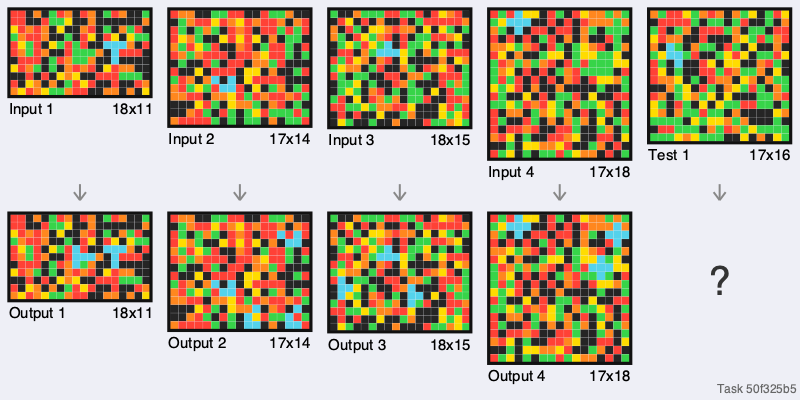 Input 1 18x11
Input 2 17x14
Input 3 18x15
Input 4 17x18
Test 1 17x16
Output 1 18x11
Output 2 17x14
Output 3 18x15
Output 4 17x18
?
Task 50f325b5